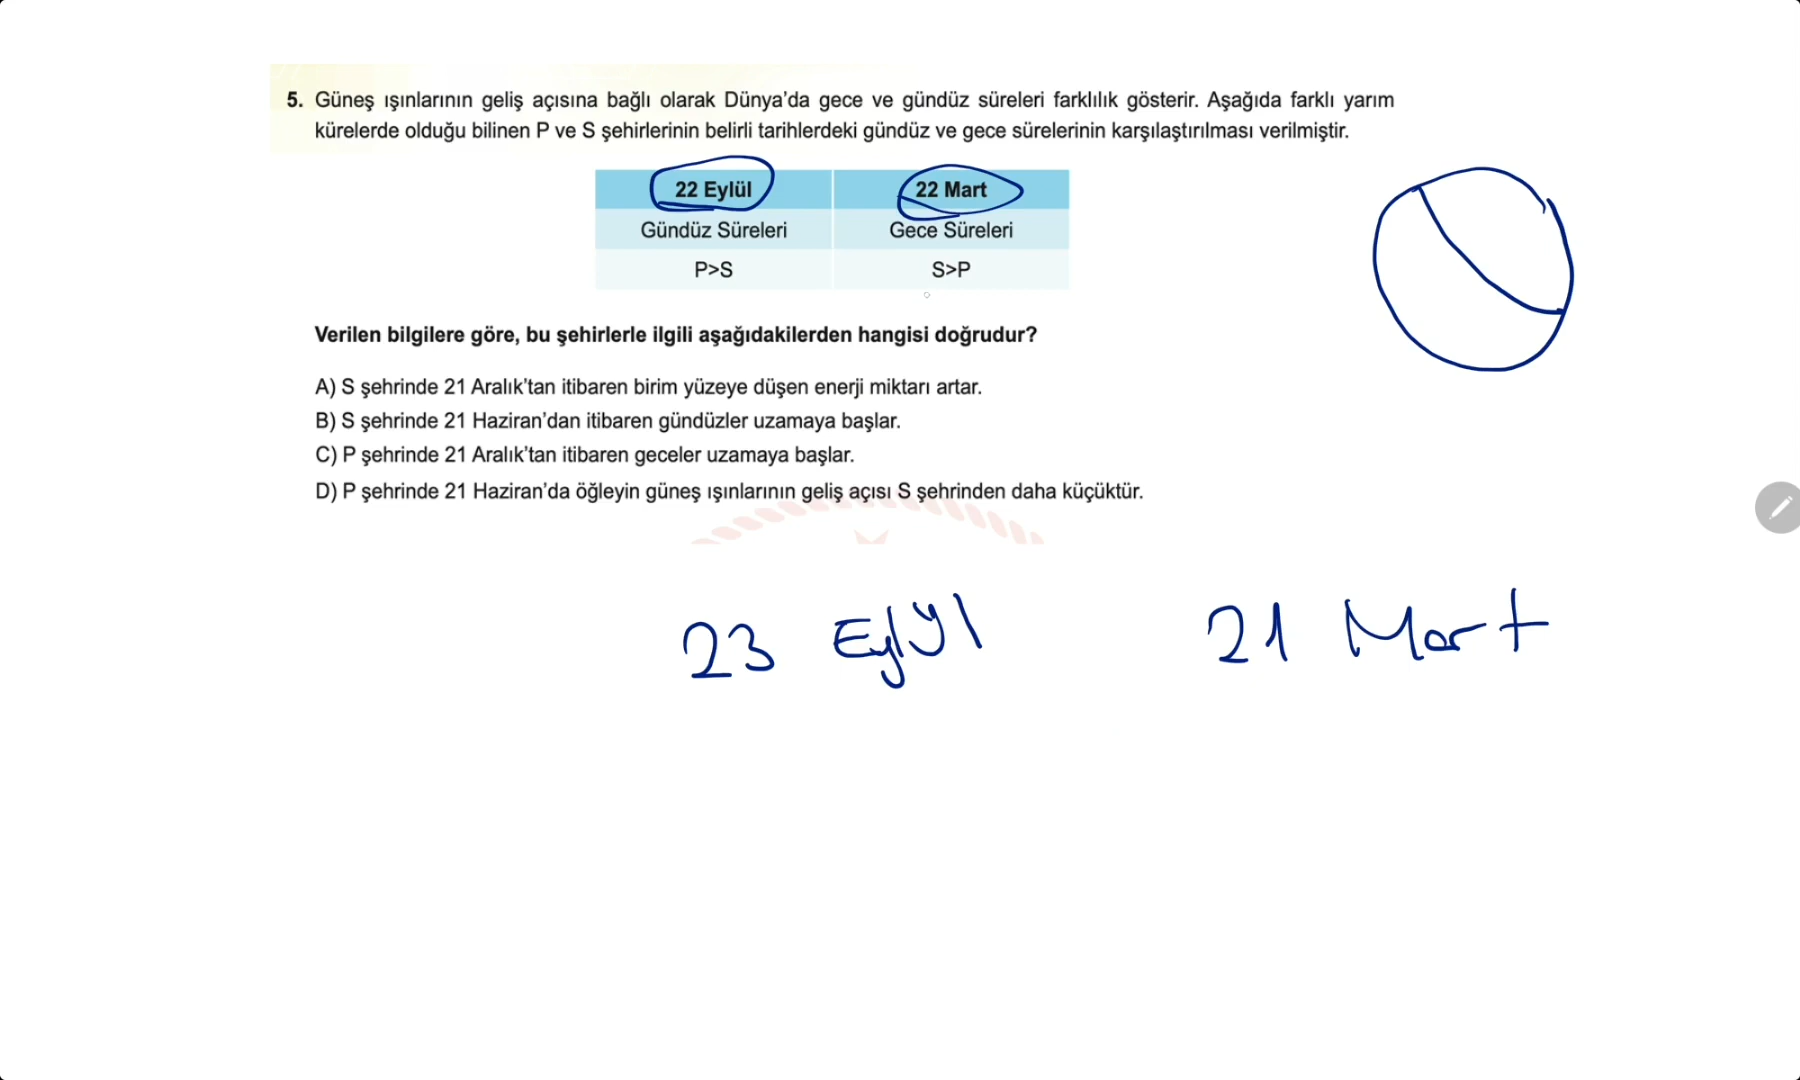 5. Güneş ışınlarının geliş açısına bağlı olarak Dünya'da gece ve gündüz süreleri farklılık gösterir. Aşağıda farklı yarım
kürelerde olduğu bilinen P ve S şehirlerinin belirli tarihlerdeki gündüz ve gece sürelerinin karşılaştırılması verilmiştir.
22 Eylül 22 Mart
Gündüz Süreleri Gece Süreleri
P>S S>P
Verilen bilgilere göre, bu şehirlerle ilgili aşağıdakilerden hangisi doğrudur?
A) S şehrinde 21 Aralık'tan itibaren birim yüzeye düşen enerji miktarı artar.
B) S şehrinde 21 Haziran'dan itibaren gündüzler uzamaya başlar.
C) P şehrinde 21 Aralık'tan itibaren geceler uzamaya başlar.
D) P şehrinde 21 Haziran'da öğleyin güneş ışınlarının geliş açısı S şehrinden daha küçüktür.
23 Eylül 21 Mart